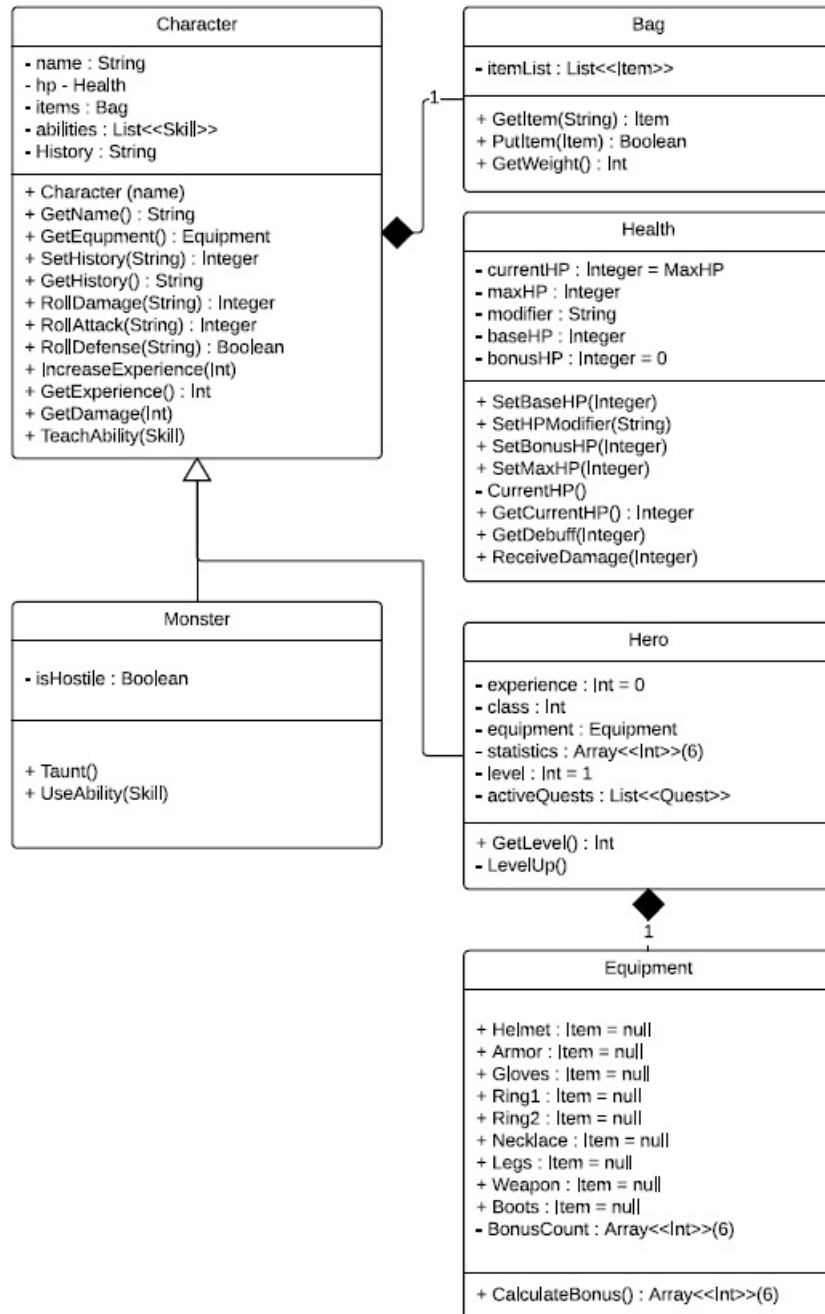 Character
- name : String
- hp - Health
- items : Bag
- abilities : List<<Skill>>
- History : String
+ Character (name)
+ GetName() : String
+ GetEqupment() : Equipment
+ SetHistory(String) : Integer
+ GetHistory() : String
+ RollDamage(String) : Integer
+ RollAttack(String) : Integer
+ RollDefense(String) : Boolean
+ IncreaseExperience(Int)
+ GetExperience() : Int
+ GetDamage(Int)
+ TeachAbility(Skill)
1
Bag
- itemList : List<<Item>>
+ GetItem(String) : Item
+ PutItem(Item) : Boolean
+ GetWeight() : Int
Health
- currentHP : Integer = MaxHP
- maxHP : Integer
- modifier : String
- baseHP : Integer
- bonusHP : Integer = 0
+ SetBaseHP(Integer)
+ SetHPModifier(String)
+ SetBonusHP(Integer)
+ SetMaxHP(Integer)
- CurrentHP()
+ GetCurrentHP() : Integer
+ GetDebuff(Integer)
+ ReceiveDamage(Integer)
Monster
- isHostile : Boolean
+ Taunt()
+ UseAbility(Skill)
Hero
- experience : Int = 0
- class : Int
- equipment : Equipment
- statistics : Array<<Int>>(6)
- level : Int = 1
- activeQuests : List<<Quest>>
+ GetLevel() : Int
- LevelUp()
1
Equipment
+ Helmet : Item = null
+ Armor : Item = null
+ Gloves : Item = null
+ Ring1 : Item = null
+ Ring2 : Item = null
+ Necklace : Item = null
+ Legs : Item = null
+ Weapon : Item = null
+ Boots : Item = null
- BonusCount : Array<<Int>>(6)
+ CalculateBonus() : Array<<Int>>(6)